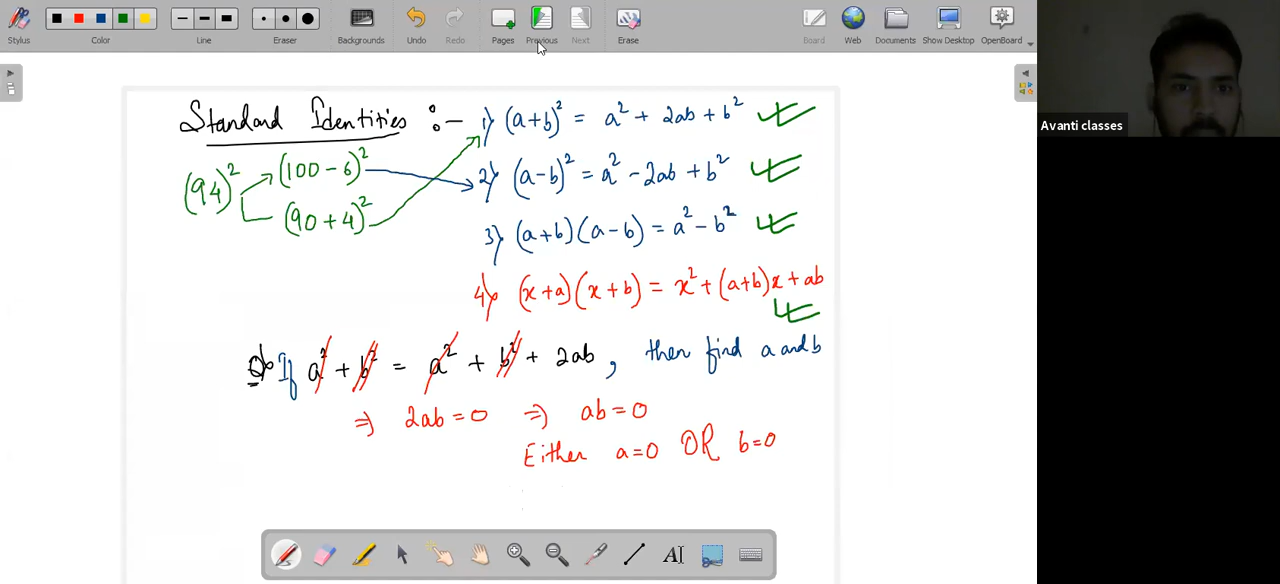 Stylus Color Line Eraser Backgrounds Undo Redo Pages Previous Next Erase Board Web Documents Show Desktop OpenBoard
Avanti classes
Standard Identities :— 1) (a+b)² = a² + 2ab + b²
(94)² (100 - 6)² 2) (a-b)² = a² - 2ab + b²
(90 + 4)² 3) (a+b)(a-b) = a² - b²
4) (x+a)(x+b) = x² + (a+b)x + ab
Q If a² + b² = a² + b² + 2ab, then find a and b
⇒ 2ab = 0 ⇒ ab = 0
Either a=0 OR b=0
AI